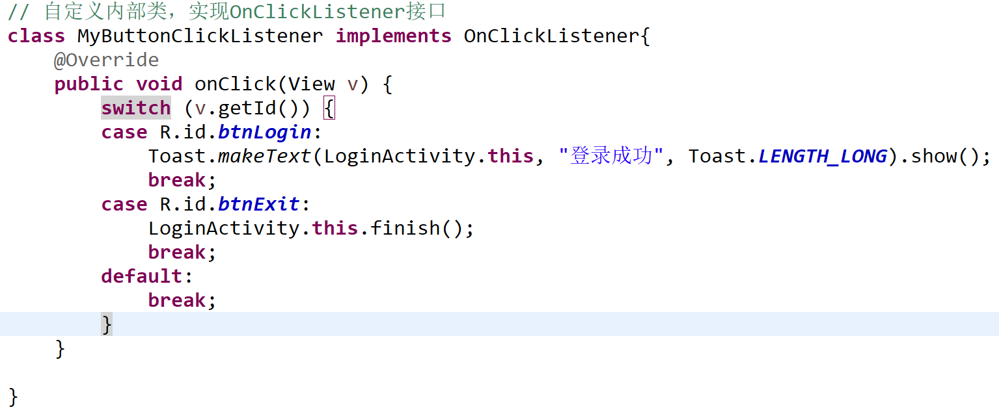 // 自定义内部类，实现OnClickListener接口
class MyButtonClickListener implements OnClickListener{
    @Override
    public void onClick(View v) {
        switch (v.getId()) {
        case R.id.btnLogin:
            Toast.makeText(LoginActivity.this, "登录成功", Toast.LENGTH_LONG).show();
            break;
        case R.id.btnExit:
            LoginActivity.this.finish();
            break;
        default:
            break;
        }
    }

}